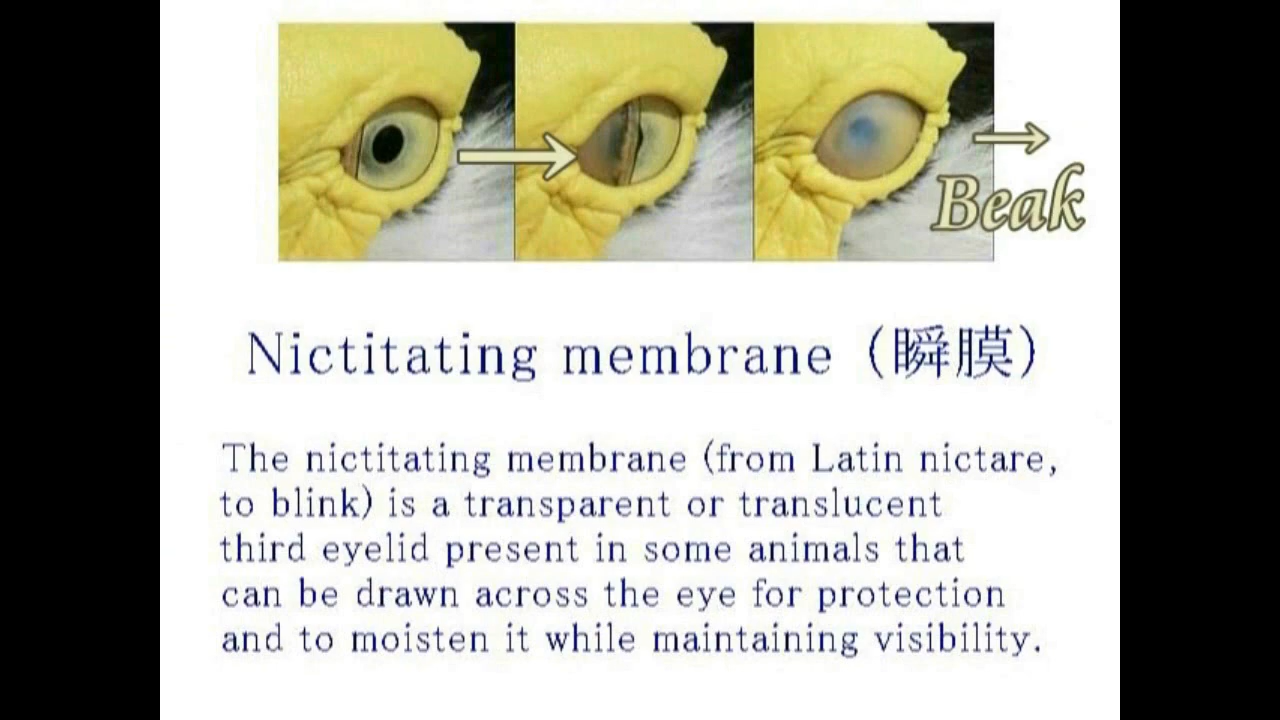 Beak
Nictitating membrane (瞬膜)
The nictitating membrane (from Latin nictare,
to blink) is a transparent or translucent
third eyelid present in some animals that
can be drawn across the eye for protection
and to moisten it while maintaining visibility.